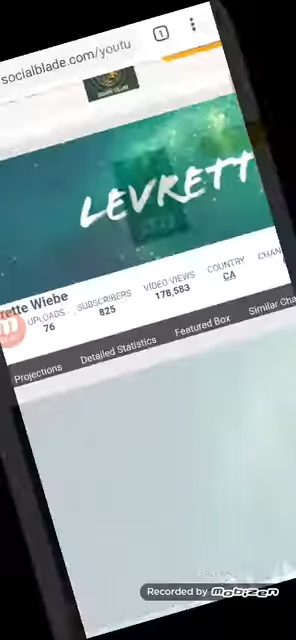 socialblade.com/youtu
1
LEVRETT
rette Wiebe
UPLOADS
76
SUBSCRIBERS
825
VIDEO VIEWS
178,583
COUNTRY
CA
CHAN
Projections
Detailed Statistics
Featured Box
Similar Cha
Recorded by Mobizen